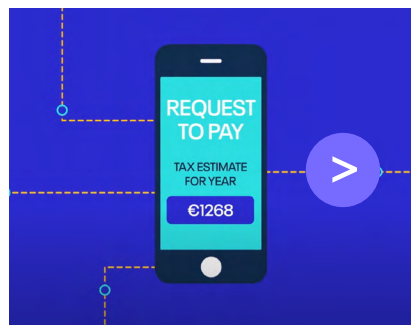 REQUEST
TO PAY
TAX ESTIMATE
FOR YEAR
€1268
>